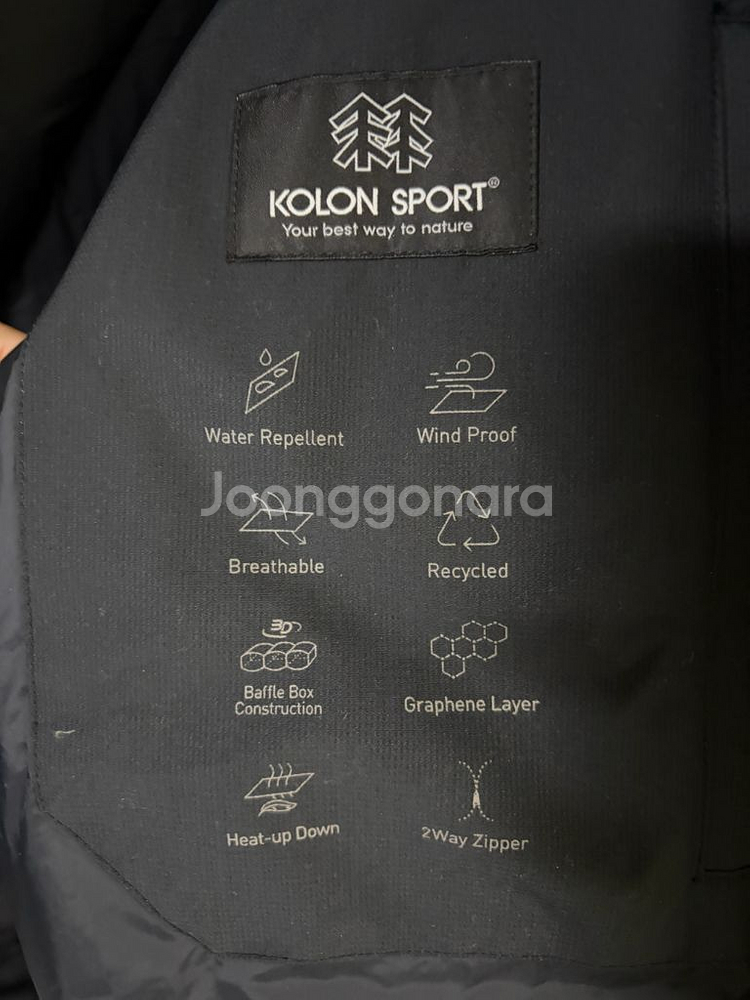 KOLON SPORT®
Your best way to nature
Water Repellent
Wind Proof
Joonggonara
Breathable
Recycled
3D
Baffle Box
Construction
Graphene Layer
Heat-up Down
2Way Zipper